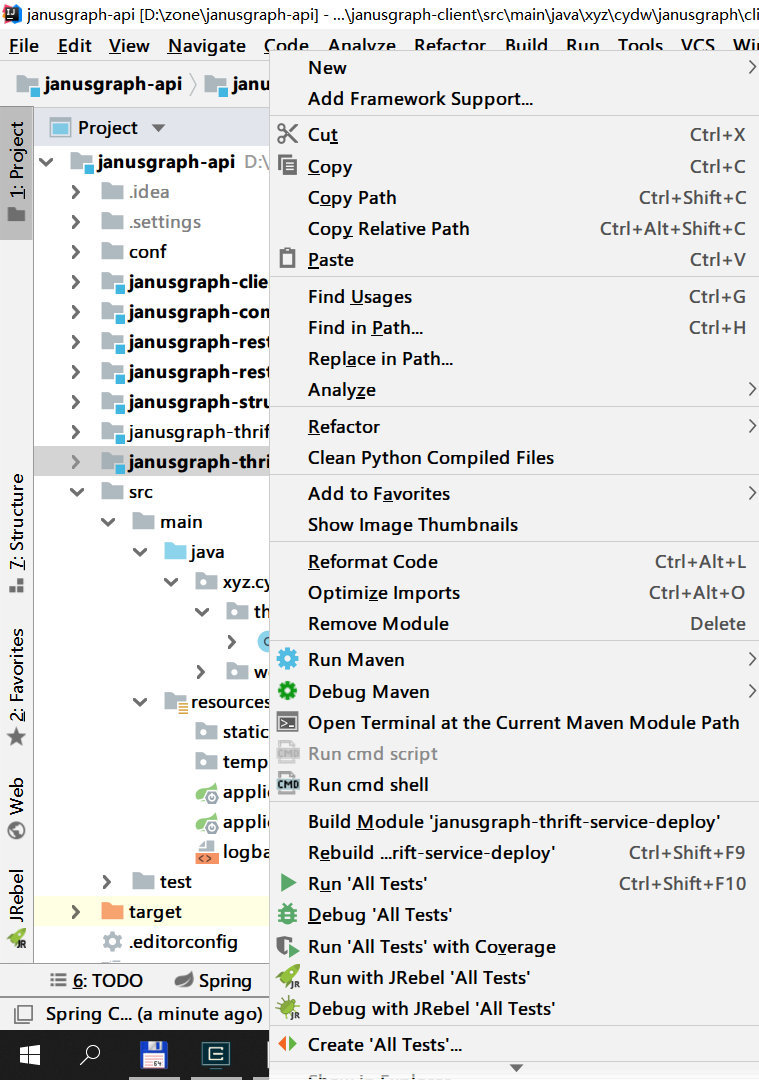 janusgraph-api [D:\zone\janusgraph-api] - ...\janusgraph-client\src\main\java\xyz\cydw\janusgraph\cli
File Edit View Navigate Code Analyze Refactor Build Run Tools VCS Wi
janusgraph-api janu
1: Project
7: Structure
2: Favorites
Web
JRebel
Project
janusgraph-api D:\
.idea
.settings
conf
janusgraph-clie
janusgraph-con
janusgraph-rest
janusgraph-rest
janusgraph-stru
janusgraph-thrif
janusgraph-thri
src
main
java
xyz.cy
th
w
resources
static
temp
applic
applic
logba
test
target
.editorconfig
New
Add Framework Support...
Cut Ctrl+X
Copy Ctrl+C
Copy Path Ctrl+Shift+C
Copy Relative Path Ctrl+Alt+Shift+C
Paste Ctrl+V
Find Usages Ctrl+G
Find in Path... Ctrl+H
Replace in Path...
Analyze
Refactor
Clean Python Compiled Files
Add to Favorites
Show Image Thumbnails
Reformat Code Ctrl+Alt+L
Optimize Imports Ctrl+Alt+O
Remove Module Delete
Run Maven
Debug Maven
Open Terminal at the Current Maven Module Path
Run cmd script
Run cmd shell
Build Module 'janusgraph-thrift-service-deploy'
Rebuild ...rift-service-deploy' Ctrl+Shift+F9
Run 'All Tests' Ctrl+Shift+F10
Debug 'All Tests'
Run 'All Tests' with Coverage
Run with JRebel 'All Tests'
Debug with JRebel 'All Tests'
Create 'All Tests'...
6: TODO Spring
Spring C... (a minute ago)